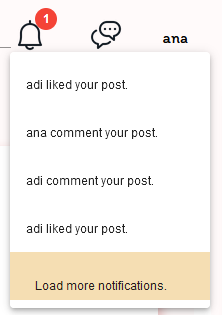 1
ana
adi liked your post.
ana comment your post.
adi comment your post.
adi liked your post.
Load more notifications.